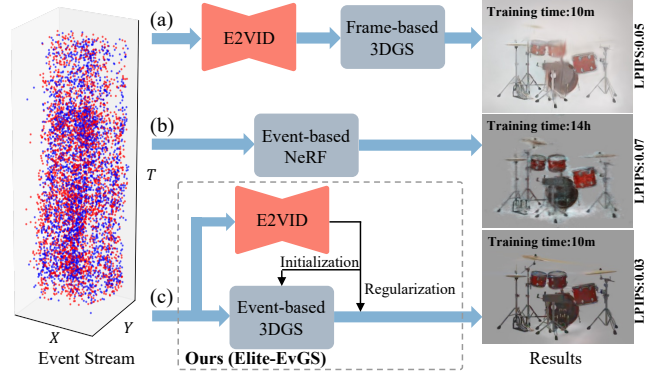 (a)
E2VID
Frame-based
3DGS
Training time:10m
LPIPS:0.05
(b)
Event-based
NeRF
Training time:14h
LPIPS:0.07
T
E2VID
Initialization
Regularization
(c)
Event-based
3DGS
Training time:10m
LPIPS:0.03
X
Y
Event Stream
Ours (Elite-EvGS)
Results